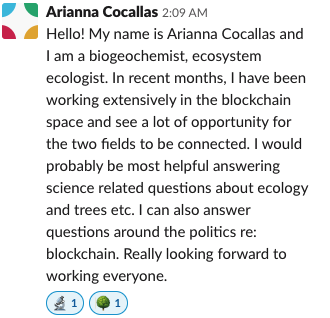 Arianna Cocallas 2:09 AM
Hello! My name is Arianna Cocallas and
I am a biogeochemist, ecosystem
ecologist. In recent months, I have been
working extensively in the blockchain
space and see a lot of opportunity for
the two fields to be connected. I would
probably be most helpful answering
science related questions about ecology
and trees etc. I can also answer
questions around the politics re:
blockchain. Really looking forward to
working everyone.
1 1